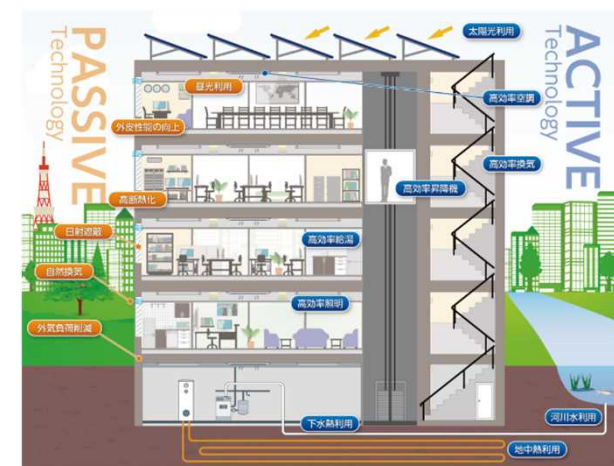 PASSIVE
Technology
ACTIVE
Technology
太陽光利用
昼光利用
高効率空調
外皮性能の向上
高効率換気
高断熱化
高効率昇降機
日射遮蔽
高効率給湯
自然換気
高効率照明
外気負荷削減
下水熱利用
河川水利用
地中熱利用